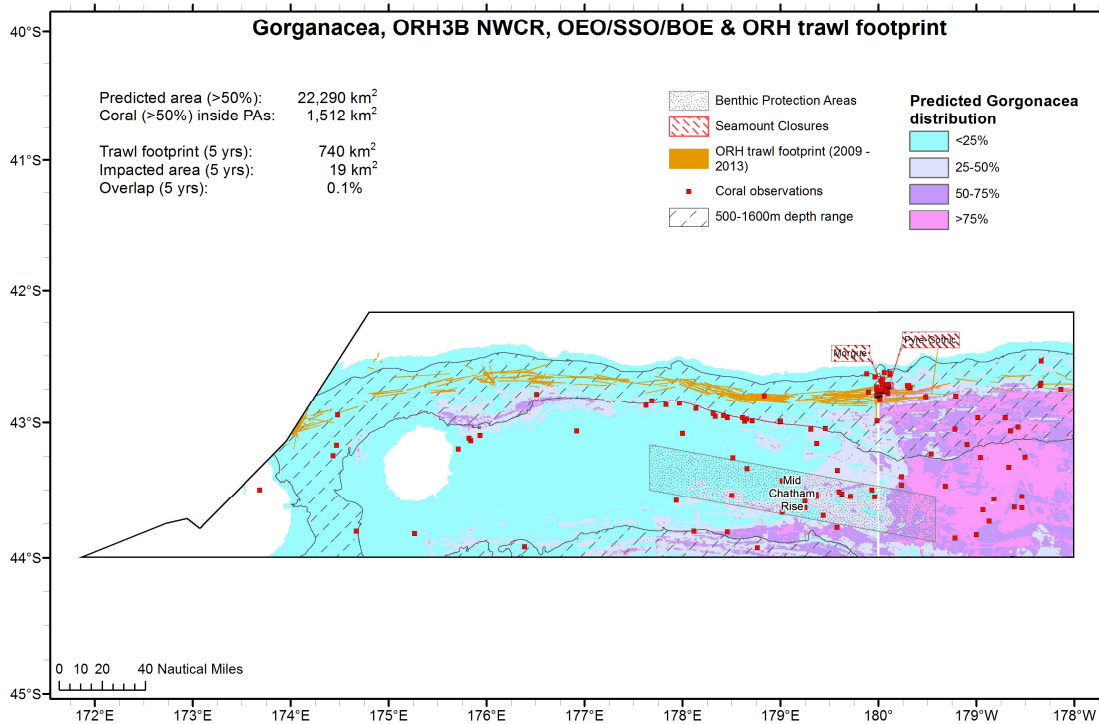 Gorganacea, ORH3B NWCR, OEO/SSO/BOE & ORH trawl footprint
Predicted area (>50%): 22,290 km²
Coral (>50%) inside PAs: 1,512 km²
Trawl footprint (5 yrs): 740 km²
Impacted area (5 yrs): 19 km²
Overlap (5 yrs): 0.1%
Benthic Protection Areas
Seamount Closures
ORH trawl footprint (2009 -
2013)
Coral observations
500-1600m depth range
Predicted Gorgonacea
distribution
<25%
25-50%
50-75%
>75%
40°S
41°S
42°S
43°S
44°S
45°S
Morgue
Pyre-Gothic
Mid
Chatham
Rise
0 10 20 40 Nautical Miles
172°E 173°E 174°E 175°E 176°E 177°E 178°E 179°E 180° 179°W 178°W